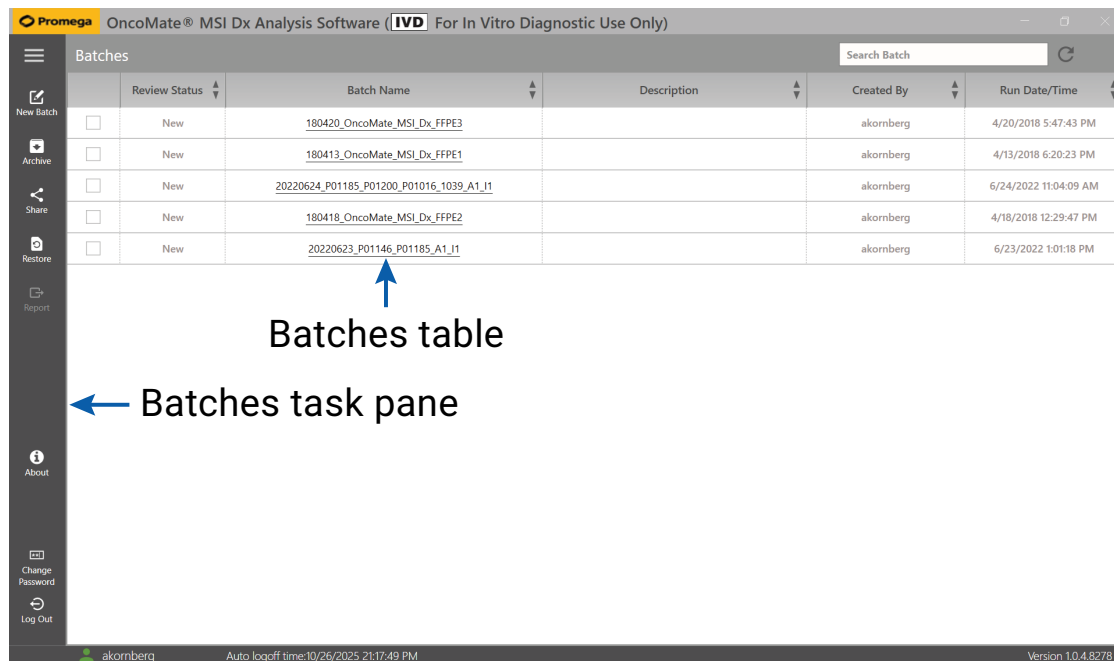 Promega OncoMate® MSI Dx Analysis Software ( IVD For In Vitro Diagnostic Use Only)
Batches
Search Batch
New Batch
Archive
Share
Restore
Report
About
Change
Password
Log Out
Review Status Batch Name Description Created By Run Date/Time
New 180420_OncoMate_MSI_Dx_FFPE3 akornberg 4/20/2018 5:47:43 PM
New 180413_OncoMate_MSI_Dx_FFPE1 akornberg 4/13/2018 6:20:23 PM
New 20220624_P01185_P01200_P01016_1039_A1_I1 akornberg 6/24/2022 11:04:09 AM
New 180418_OncoMate_MSI_Dx_FFPE2 akornberg 4/18/2018 12:29:47 PM
New 20220623_P01146_P01185_A1_I1 akornberg 6/23/2022 1:01:18 PM
Batches table
Batches task pane
akornberg Auto logoff time:10/26/2025 21:17:49 PM Version 1.0.4.8278